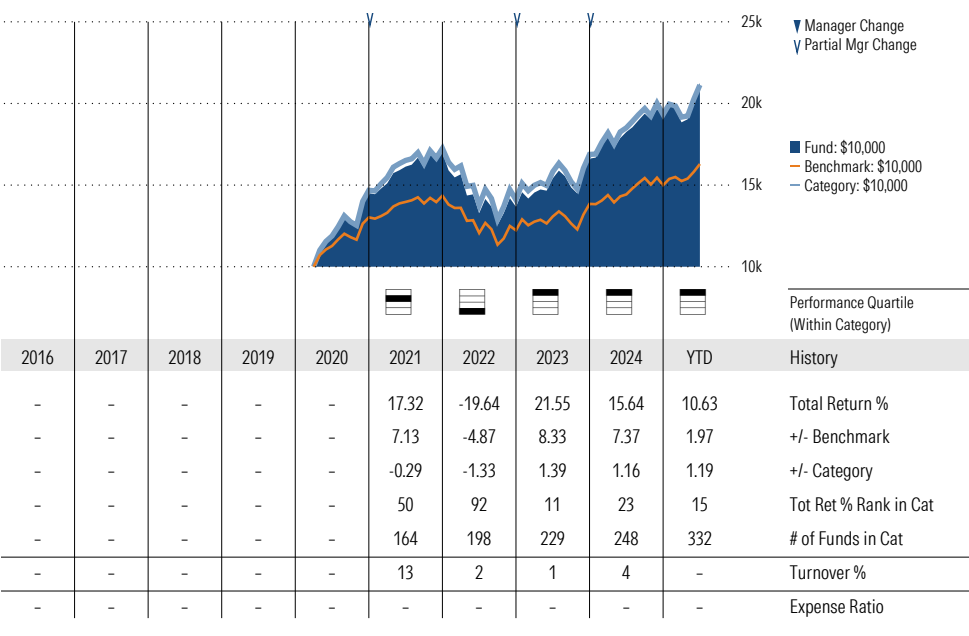 25k
▼ Manager Change
∨ Partial Mgr Change
20k
Fund: $10,000
Benchmark: $10,000
Category: $10,000
15k
10k
Performance Quartile
(Within Category)
2016 2017 2018 2019 2020 2021 2022 2023 2024 YTD History
– – – – – 17.32 -19.64 21.55 15.64 10.63 Total Return %
– – – – – 7.13 -4.87 8.33 7.37 1.97 +/- Benchmark
– – – – – -0.29 -1.33 1.39 1.16 1.19 +/- Category
– – – – – 50 92 11 23 15 Tot Ret % Rank in Cat
– – – – – 164 198 229 248 332 # of Funds in Cat
– – – – – 13 2 1 4 – Turnover %
– – – – – – – – – – Expense Ratio